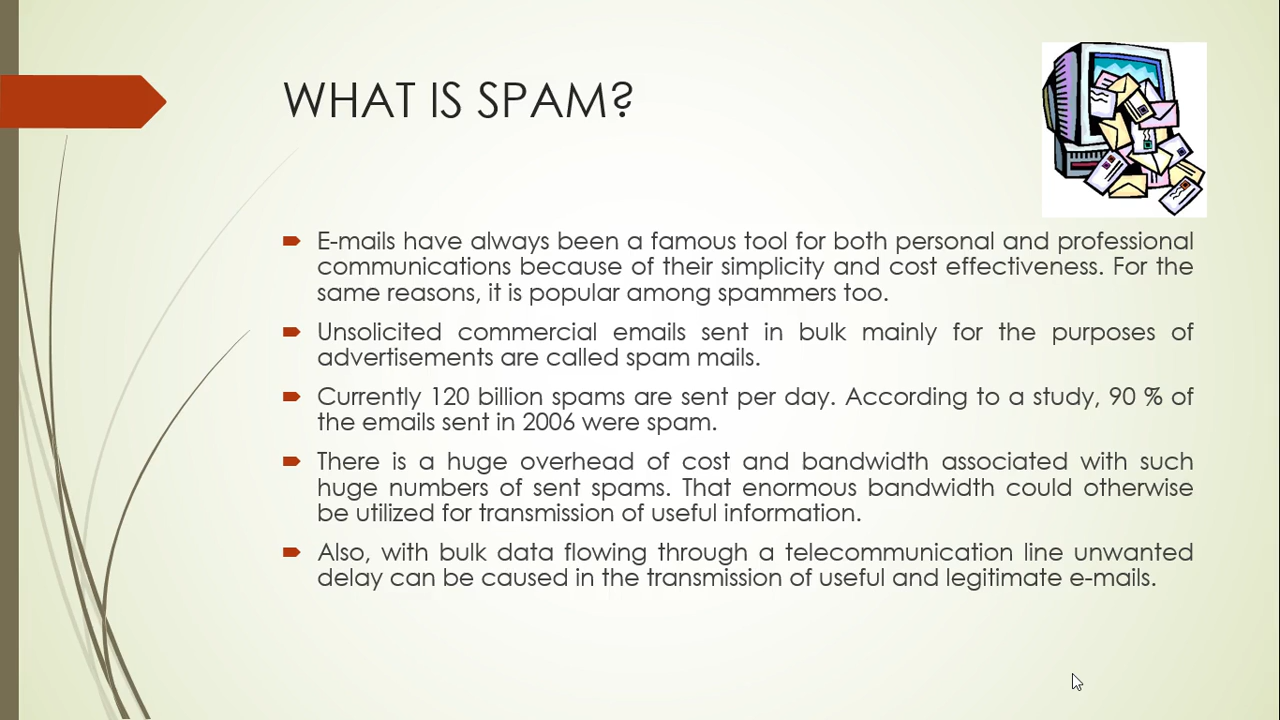 WHAT IS SPAM?
E-mails have always been a famous tool for both personal and professional
communications because of their simplicity and cost effectiveness. For the
same reasons, it is popular among spammers too.
Unsolicited commercial emails sent in bulk mainly for the purposes of
advertisements are called spam mails.
Currently 120 billion spams are sent per day. According to a study, 90 % of
the emails sent in 2006 were spam.
There is a huge overhead of cost and bandwidth associated with such
huge numbers of sent spams. That enormous bandwidth could otherwise
be utilized for transmission of useful information.
Also, with bulk data flowing through a telecommunication line unwanted
delay can be caused in the transmission of useful and legitimate e-mails.